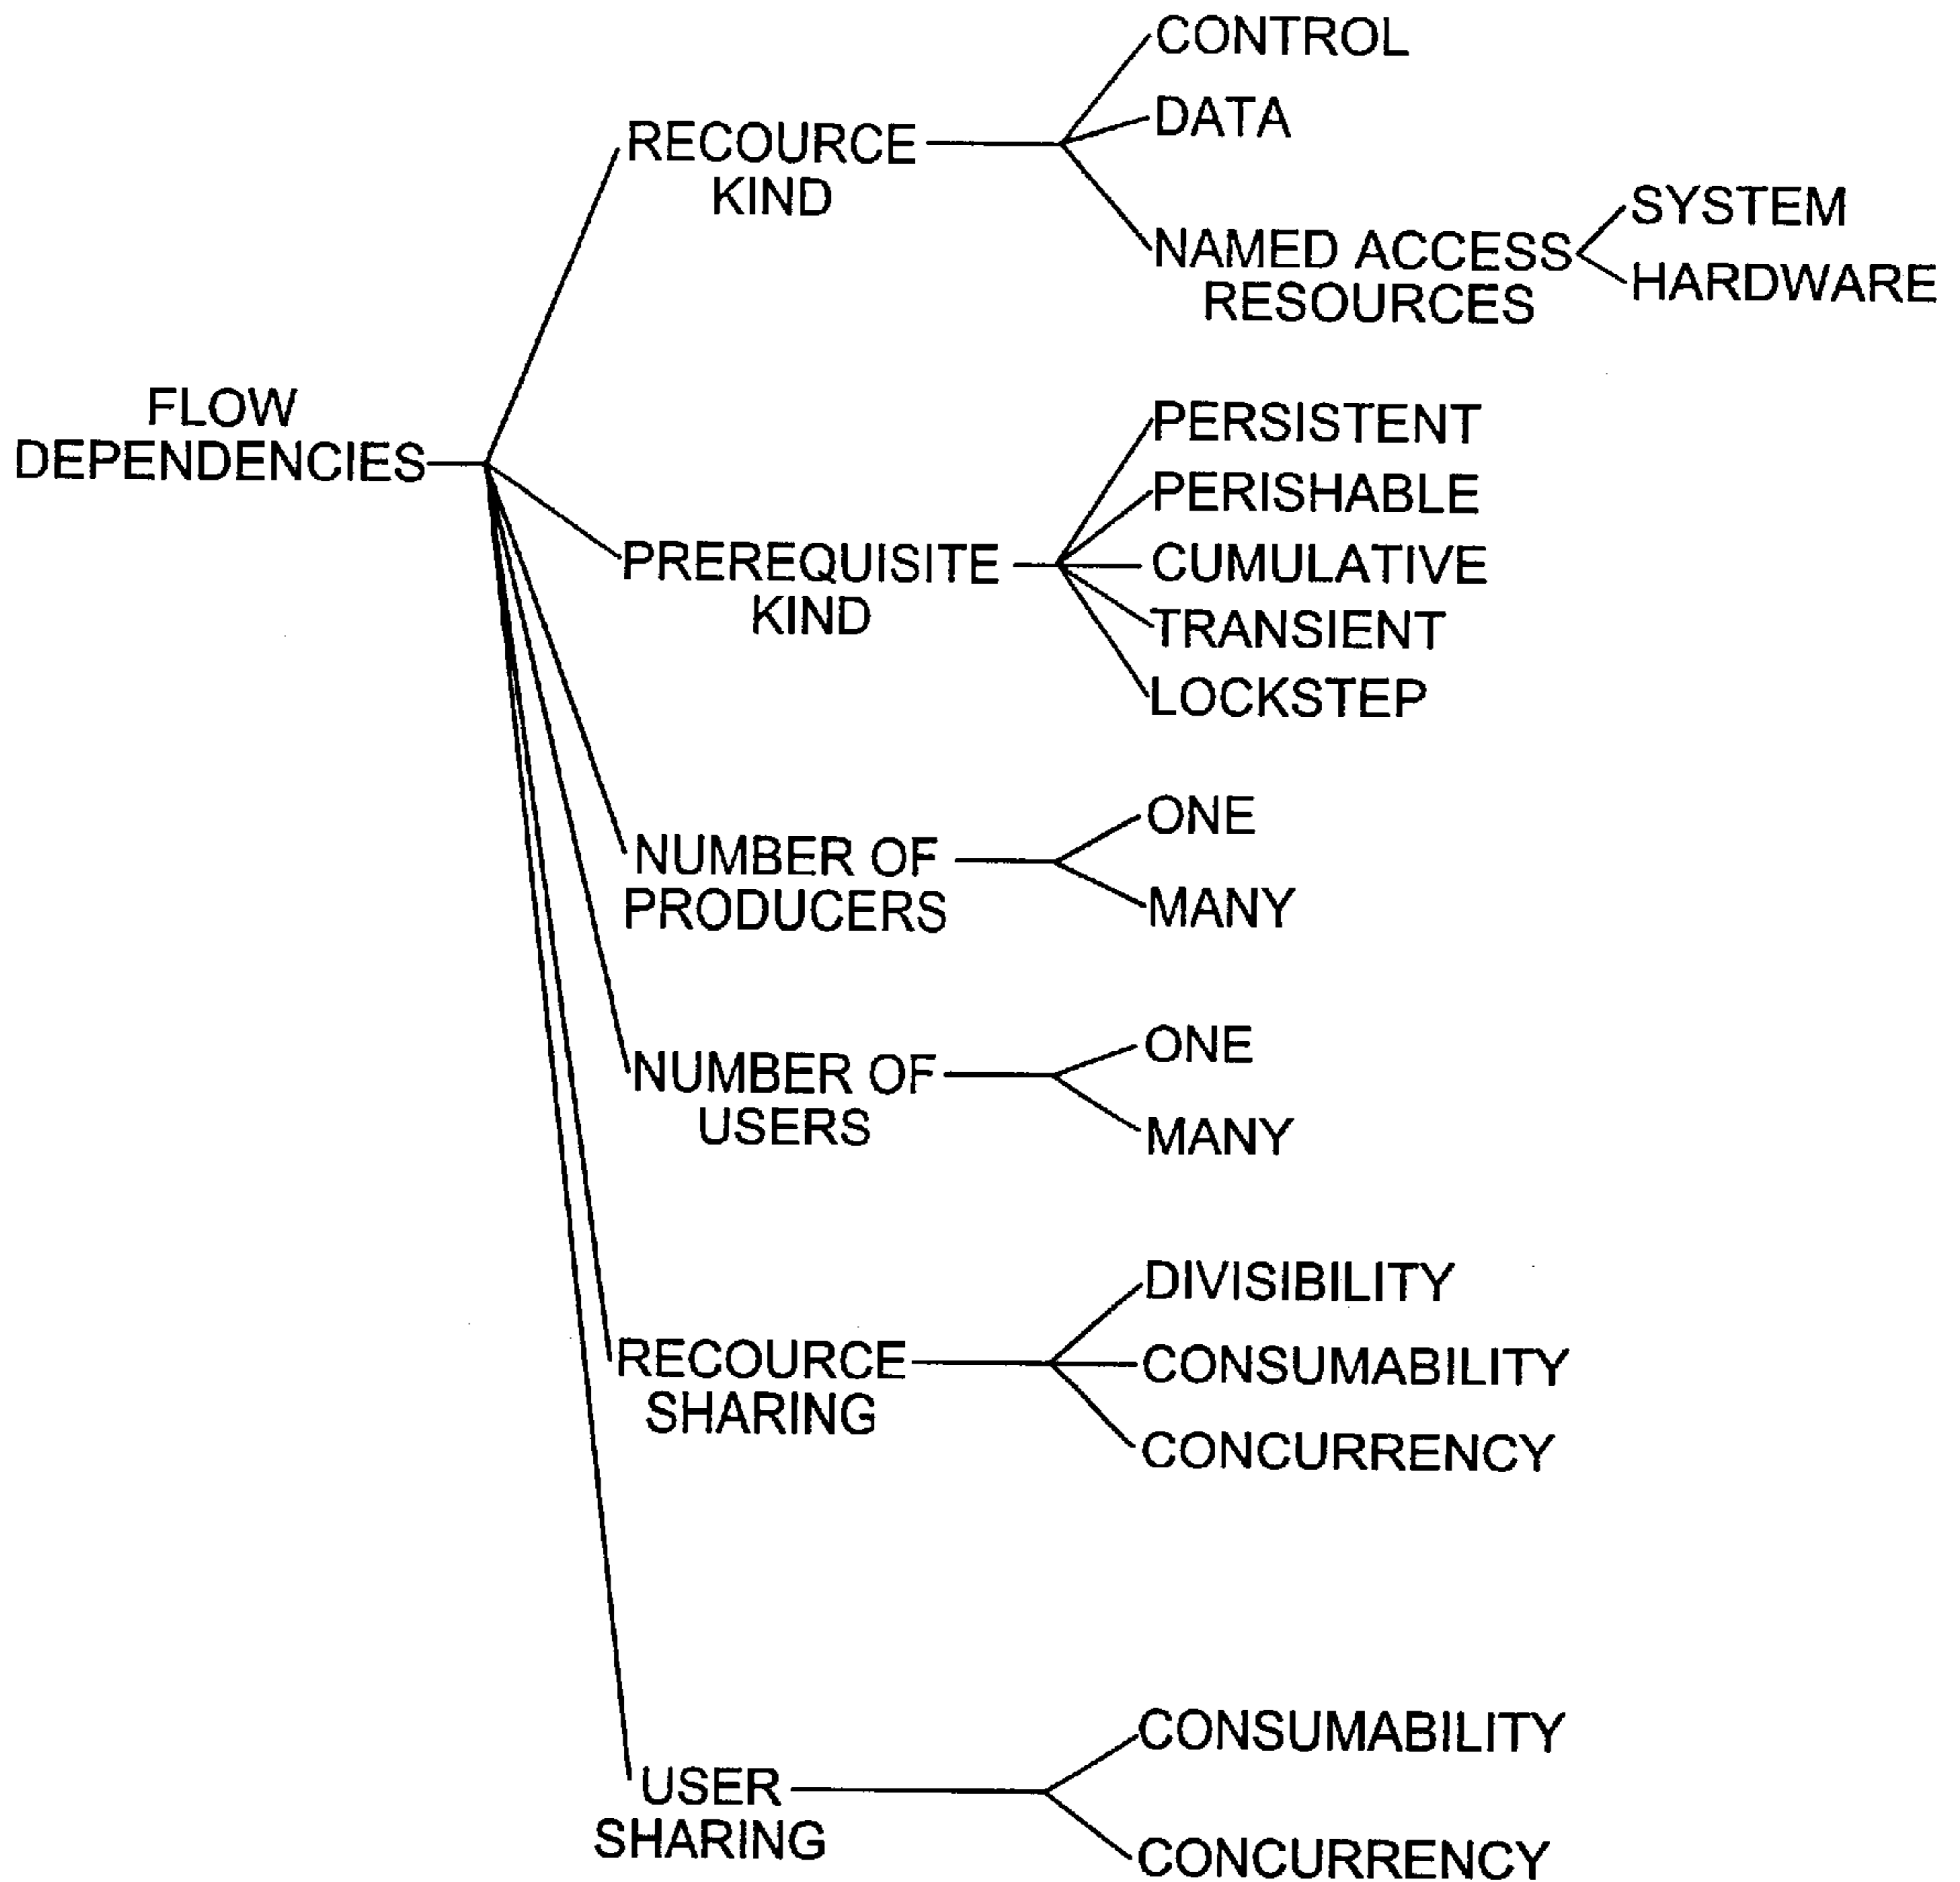 FLOW
DEPENDENCIES
RECOURCE
KIND
CONTROL
DATA
NAMED ACCESS
RESOURCES
SYSTEM
HARDWARE
PREREQUISITE
KIND
PERSISTENT
PERISHABLE
CUMULATIVE
TRANSIENT
LOCKSTEP
NUMBER OF
PRODUCERS
ONE
MANY
NUMBER OF
USERS
ONE
MANY
RECOURCE
SHARING
DIVISIBILITY
CONSUMABILITY
CONCURRENCY
USER
SHARING
CONSUMABILITY
CONCURRENCY